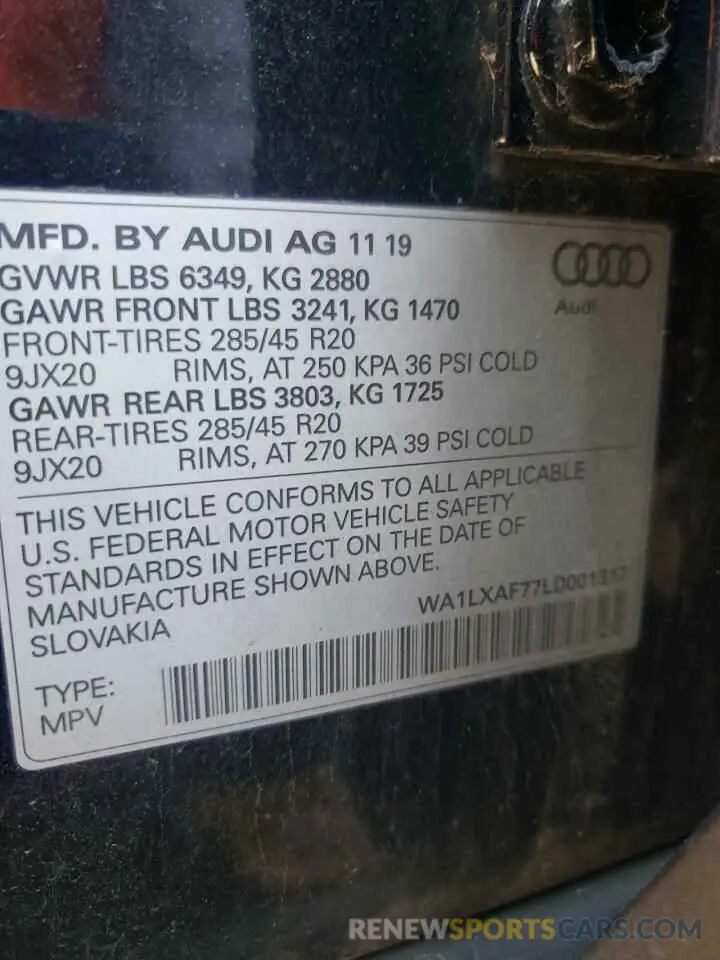 MFD. BY AUDI AG 11 19
GVWR LBS 6349, KG 2880
GAWR FRONT LBS 3241, KG 1470
FRONT-TIRES 285/45 R20
9JX20 RIMS, AT 250 KPA 36 PSI COLD
GAWR REAR LBS 3803, KG 1725
REAR-TIRES 285/45 R20
9JX20 RIMS, AT 270 KPA 39 PSI COLD
Audi
THIS VEHICLE CONFORMS TO ALL APPLICABLE
U.S. FEDERAL MOTOR VEHICLE SAFETY
STANDARDS IN EFFECT ON THE DATE OF
MANUFACTURE SHOWN ABOVE.
SLOVAKIA
WA1LXAF77LD001317
TYPE:
MPV
RENEWSPORTSCARS.COM